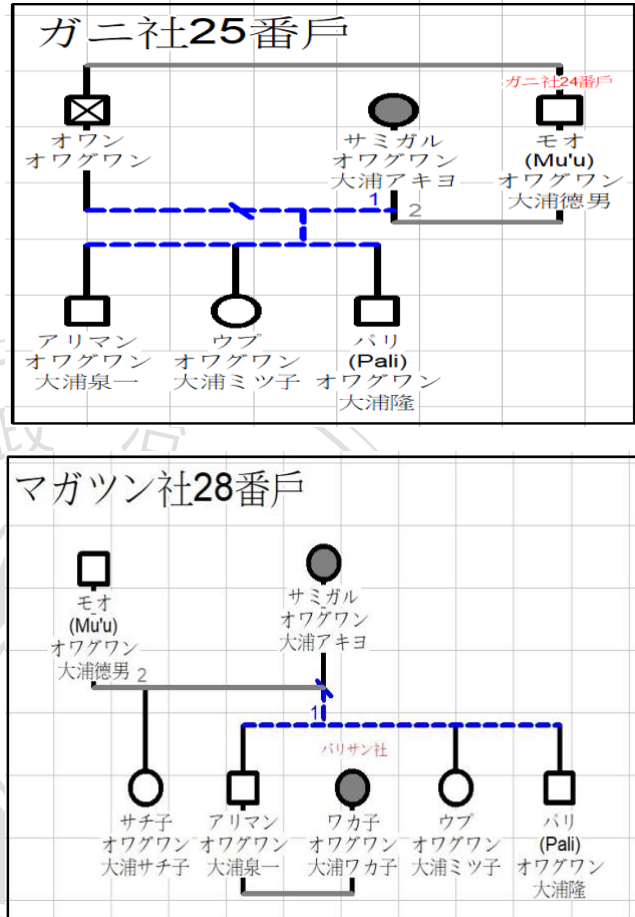 ガニ社25番戶
ガニ社24番戶
オワン
オワグワン
サミガル
オワグワン
大浦アキヨ
モオ
(Mu'u)
オワグワン
大浦徳男
1
2
アリマン
オワグワン
大浦泉一
ウプ
オワグワン
大浦ミツ子
パリ
(Pali)
オワグワン
大浦隆
マガツン社28番戶
モオ
(Mu'u)
オワグワン
大浦徳男
サミガル
オワグワン
大浦アキヨ
2
1
パリサン社
サチ子
オワグワン
大浦サチ子
アリマン
オワグワン
大浦泉一
ワカ子
オワグワン
大浦ワカ子
ウプ
オワグワン
大浦ミツ子
パリ
(Pali)
オワグワン
大浦隆